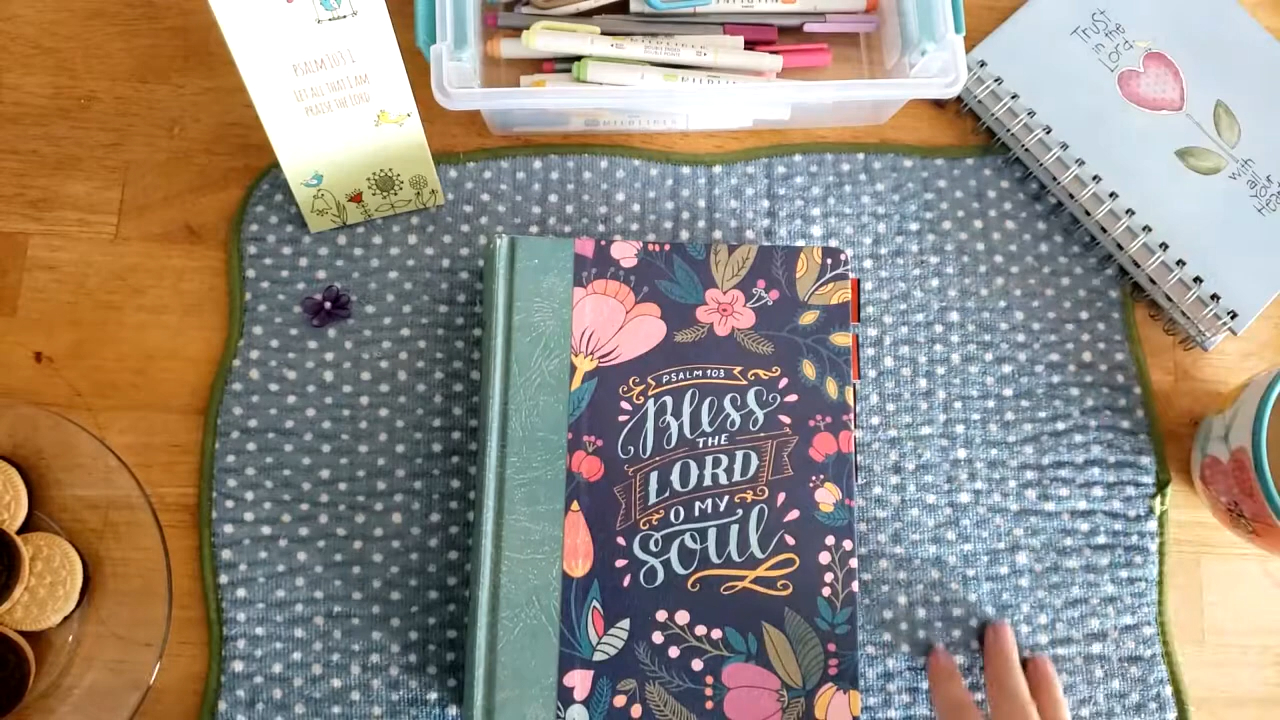 PSALM 103 1
LET ALL THAT I AM
PRAISE THE LORD
MILDLINER
Trust
in the
Lord
with
all
your
Heart
PSALM 103
Bless
THE
LORD
O MY
Soul